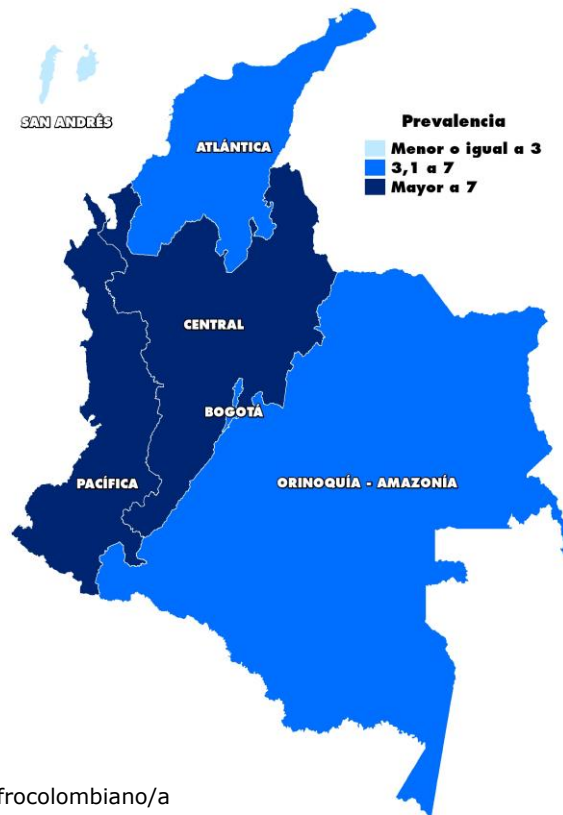 SAN ANDRÉS
ATLÁNTICA
Prevalencia
Menor o igual a 3
3,1 a 7
Mayor a 7
CENTRAL
BOGOTÁ
PACÍFICA
ORINOQUÍA - AMAZONÍA
frocolombiano/a